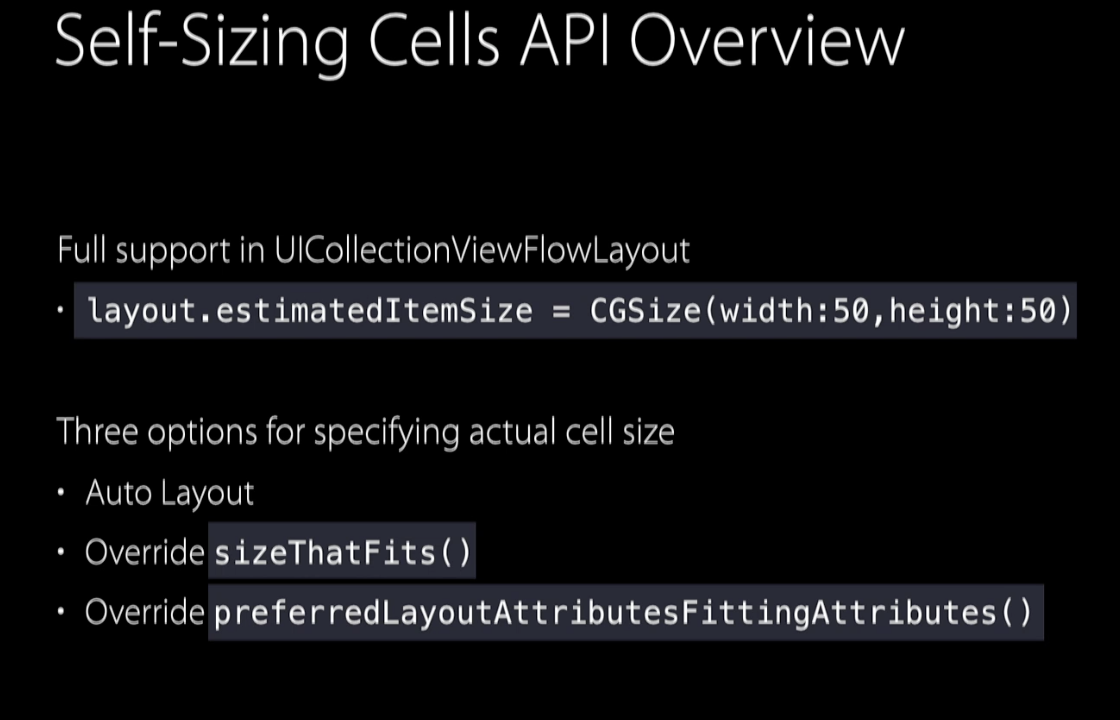 Self-Sizing Cells API Overview
Full support in UICollectionViewFlowLayout
• layout.estimatedItemSize = CGSize(width:50,height:50)
Three options for specifying actual cell size
• Auto Layout
• Override sizeThatFits()
• Override preferredLayoutAttributesFittingAttributes()